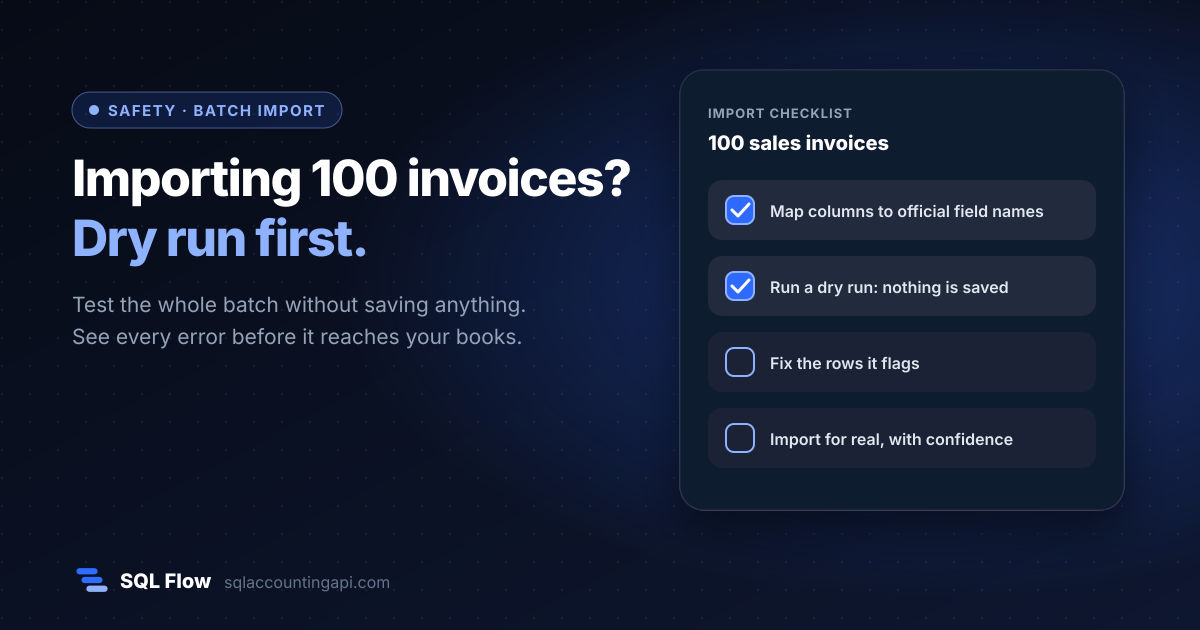 SAFETY · BATCH IMPORT
Importing 100 invoices?
Dry run first.
Test the whole batch without saving anything.
See every error before it reaches your books.
IMPORT CHECKLIST
100 sales invoices
Map columns to official field names
Run a dry run: nothing is saved
Fix the rows it flags
Import for real, with confidence
SQL Flow sqlaccountingapi.com